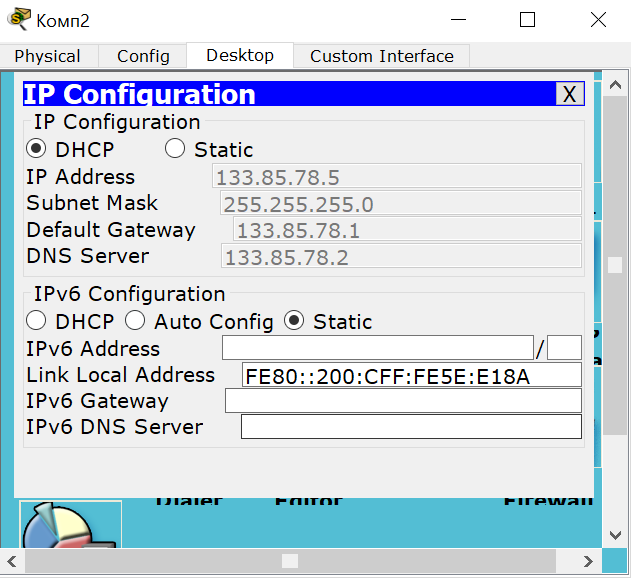 Комп2
Physical Config Desktop Custom Interface
IP Configuration X
IP Configuration
DHCP Static
IP Address 133.85.78.5
Subnet Mask 255.255.255.0
Default Gateway 133.85.78.1
DNS Server 133.85.78.2
IPv6 Configuration
DHCP Auto Config Static
IPv6 Address /
Link Local Address FE80::200:CFF:FE5E:E18A
IPv6 Gateway
IPv6 DNS Server
Dialer Editor Firewall